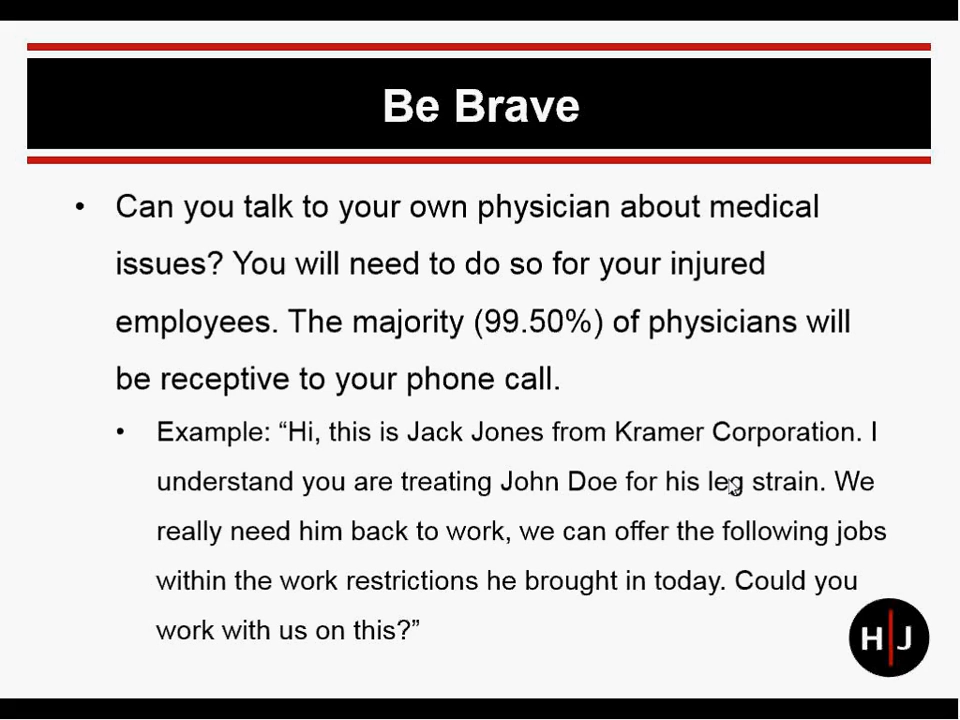 Be Brave
• Can you talk to your own physician about medical
issues? You will need to do so for your injured
employees. The majority (99.50%) of physicians will
be receptive to your phone call.
• Example: “Hi, this is Jack Jones from Kramer Corporation. I
understand you are treating John Doe for his leg strain. We
really need him back to work, we can offer the following jobs
within the work restrictions he brought in today. Could you
work with us on this?”
H|J